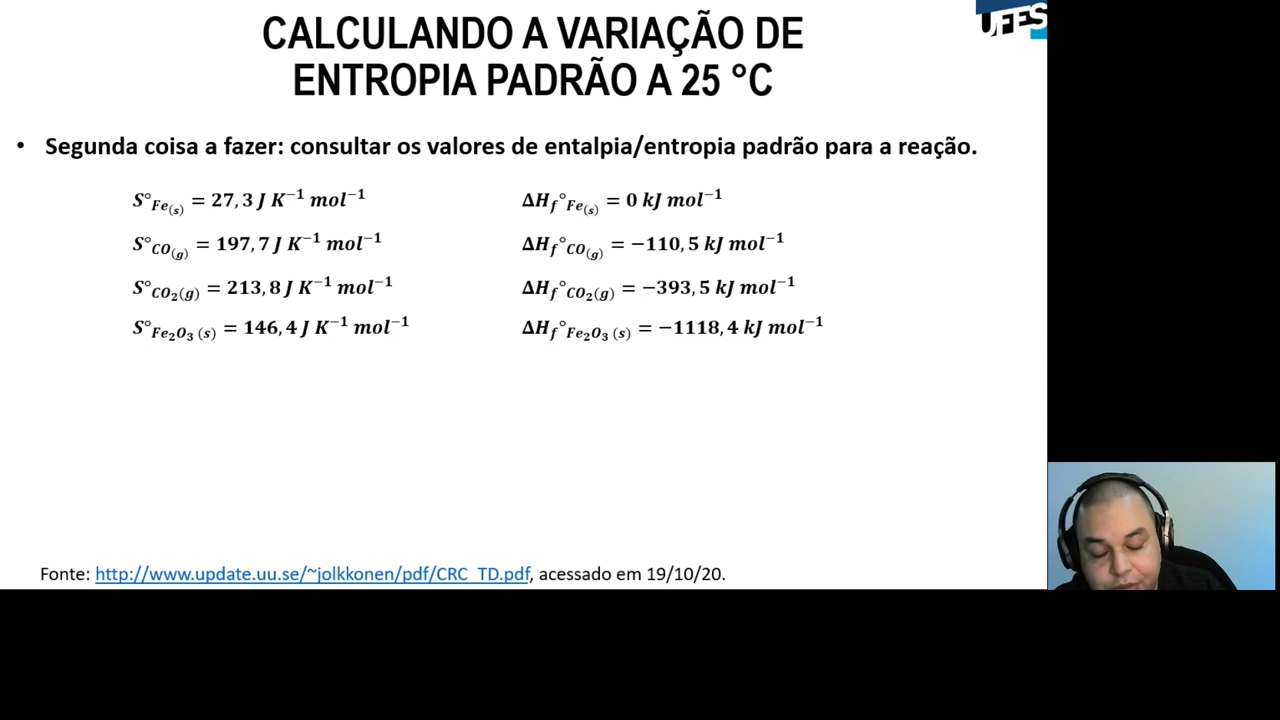 UFES
CALCULANDO A VARIAÇÃO DE
ENTROPIA PADRÃO A 25 °C
• Segunda coisa a fazer: consultar os valores de entalpia/entropia padrão para a reação.
S°Fe(s) = 27,3 J K⁻¹ mol⁻¹
ΔHf°Fe(s) = 0 kJ mol⁻¹
S°CO(g) = 197,7 J K⁻¹ mol⁻¹
ΔHf°CO(g) = −110,5 kJ mol⁻¹
S°CO₂(g) = 213,8 J K⁻¹ mol⁻¹
ΔHf°CO₂(g) = −393,5 kJ mol⁻¹
S°Fe₂O₃ (s) = 146,4 J K⁻¹ mol⁻¹
ΔHf°Fe₂O₃ (s) = −1118,4 kJ mol⁻¹
Fonte: http://www.update.uu.se/~jolkkonen/pdf/CRC_TD.pdf, acessado em 19/10/20.